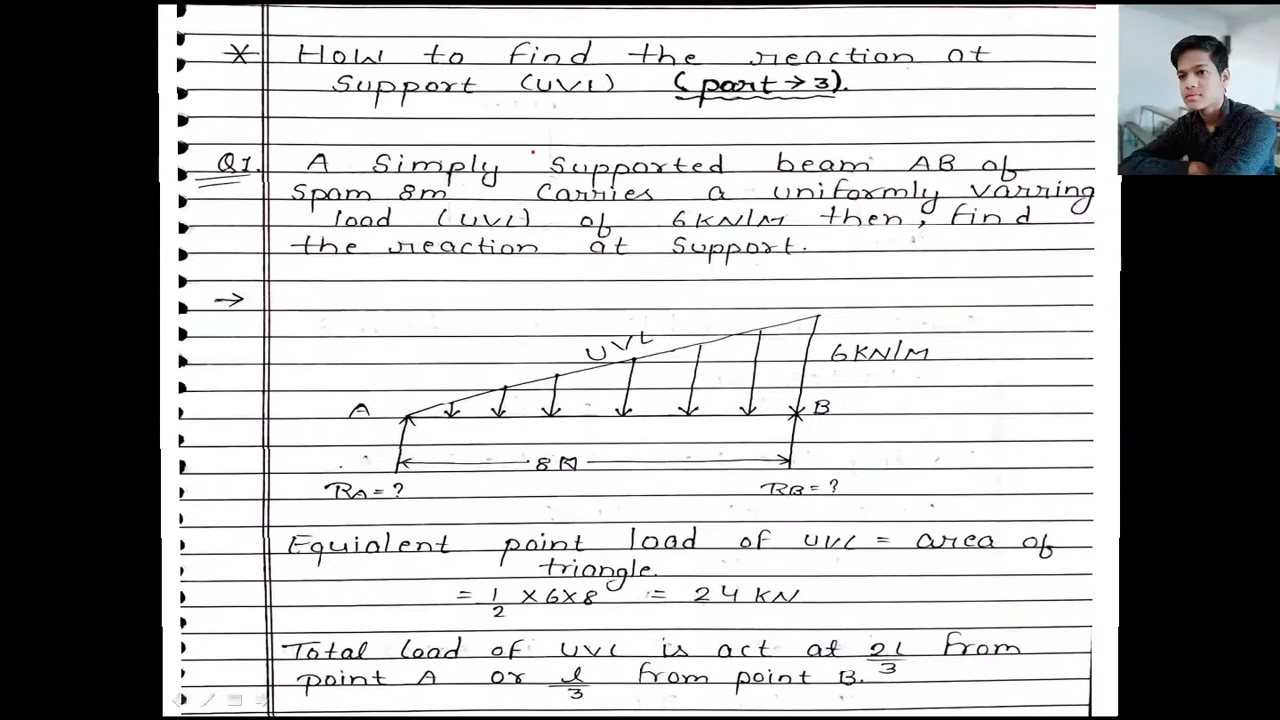 * How to find the reaction at
Support (UVL) (part → 3).
Q1. A Simply Supported beam AB of
Spam 8m Carries a uniformly varring
load (UVL) of 6KN/M then, find
the reaction at Support.
→
UVL
6KN/M
A
B
8M
RA = ?
RB = ?
Equialent point load of UVL = area of
triangle.
= 1/2 × 6 × 8 = 24 KN
Total load of UVL is act at 2l/3 from
point A or l/3 from point B.